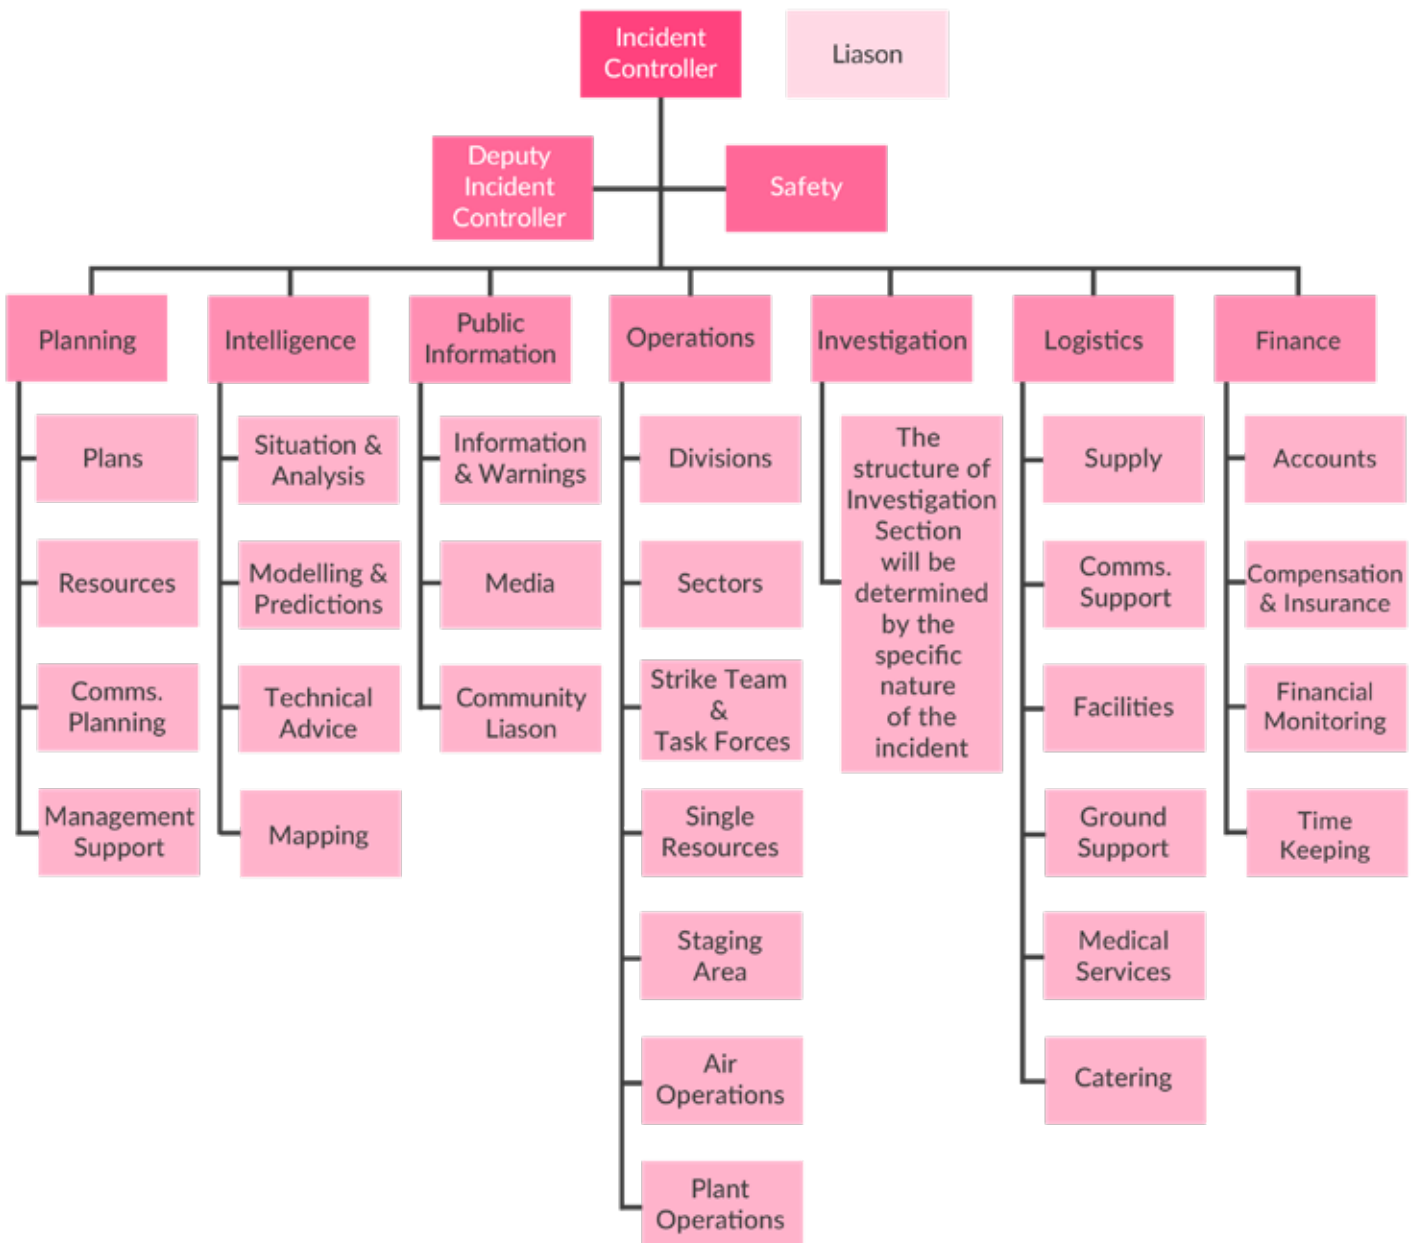 Incident
Controller
Liason
Deputy
Incident
Controller
Safety
Planning
Intelligence
Public
Information
Operations
Investigation
Logistics
Finance
Plans
Resources
Comms.
Planning
Management
Support
Situation &
Analysis
Modelling &
Predictions
Technical
Advice
Mapping
Information
& Warnings
Media
Community
Liason
Divisions
Sectors
Strike Team
&
Task Forces
Single
Resources
Staging
Area
Air
Operations
Plant
Operations
The
structure of
Investigation
Section
will be
determined
by the
specific
nature
of the
incident
Supply
Comms.
Support
Facilities
Ground
Support
Medical
Services
Catering
Accounts
Compensation
& Insurance
Financial
Monitoring
Time
Keeping